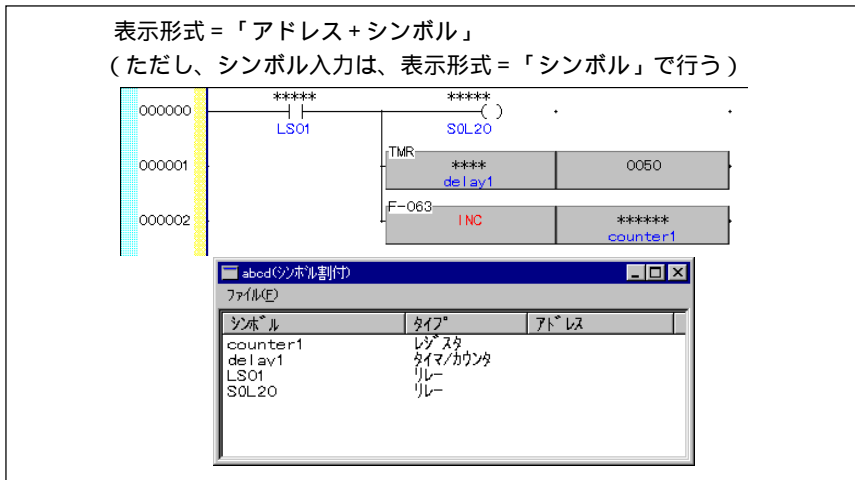 表示形式 = 「アドレス + シンボル」
( ただし、シンボル入力は、表示形式 = 「シンボル」で行う )
***** *****
000000
LS01 SOL20
TMR
000001 **** 0050
delay1
F-063
000002 INC ******
counter1
abcd(シンボル割付)
ファイル(F)
シンボル タイプ アドレス
counter1 レジスタ
delay1 タイマ/カウンタ
LS01 リレー
SOL20 リレー